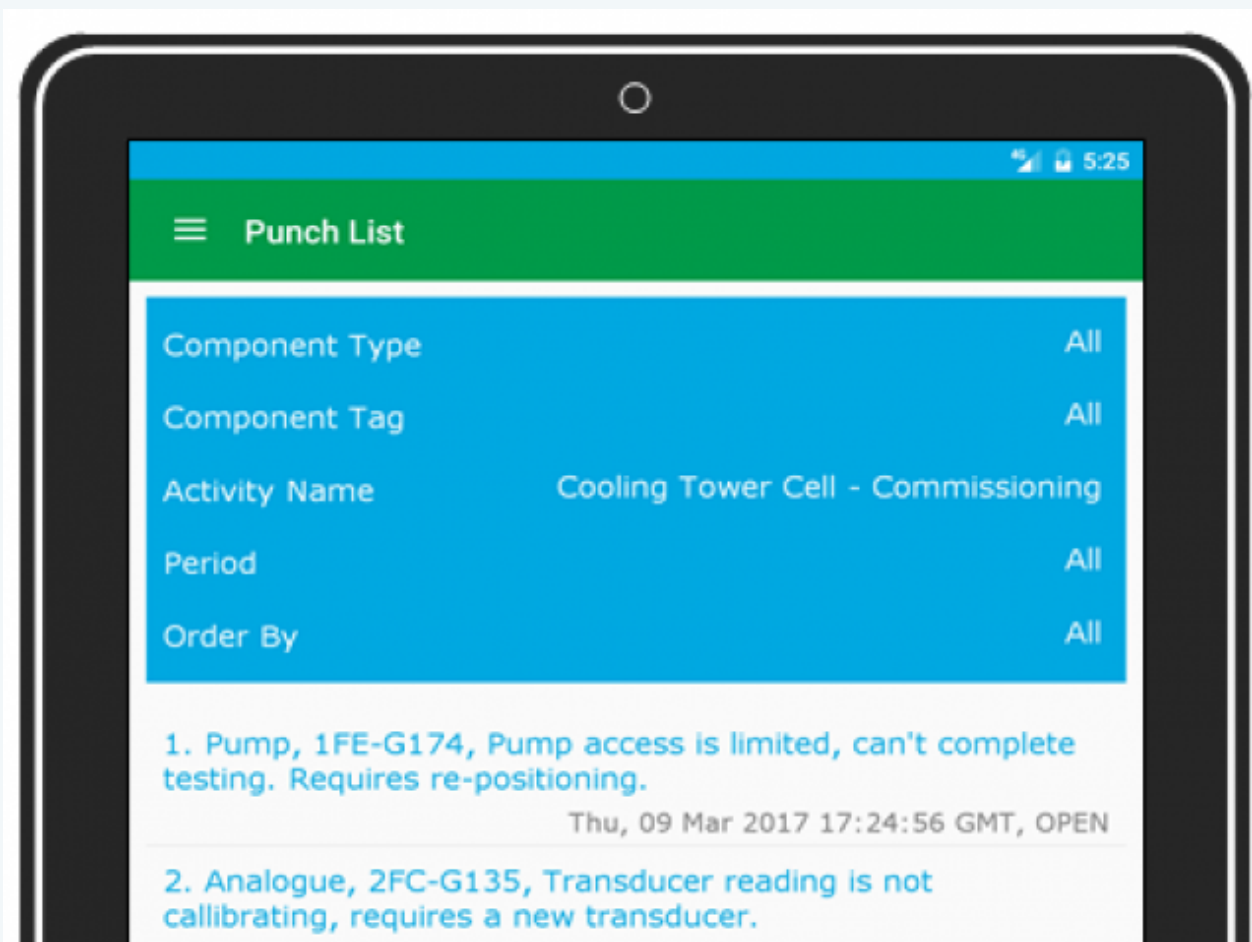 4G 5:25
Punch List
Component Type All
Component Tag All
Activity Name Cooling Tower Cell - Commissioning
Period All
Order By All
1. Pump, 1FE-G174, Pump access is limited, can't complete
testing. Requires re-positioning.
Thu, 09 Mar 2017 17:24:56 GMT, OPEN
2. Analogue, 2FC-G135, Transducer reading is not
callibrating, requires a new transducer.